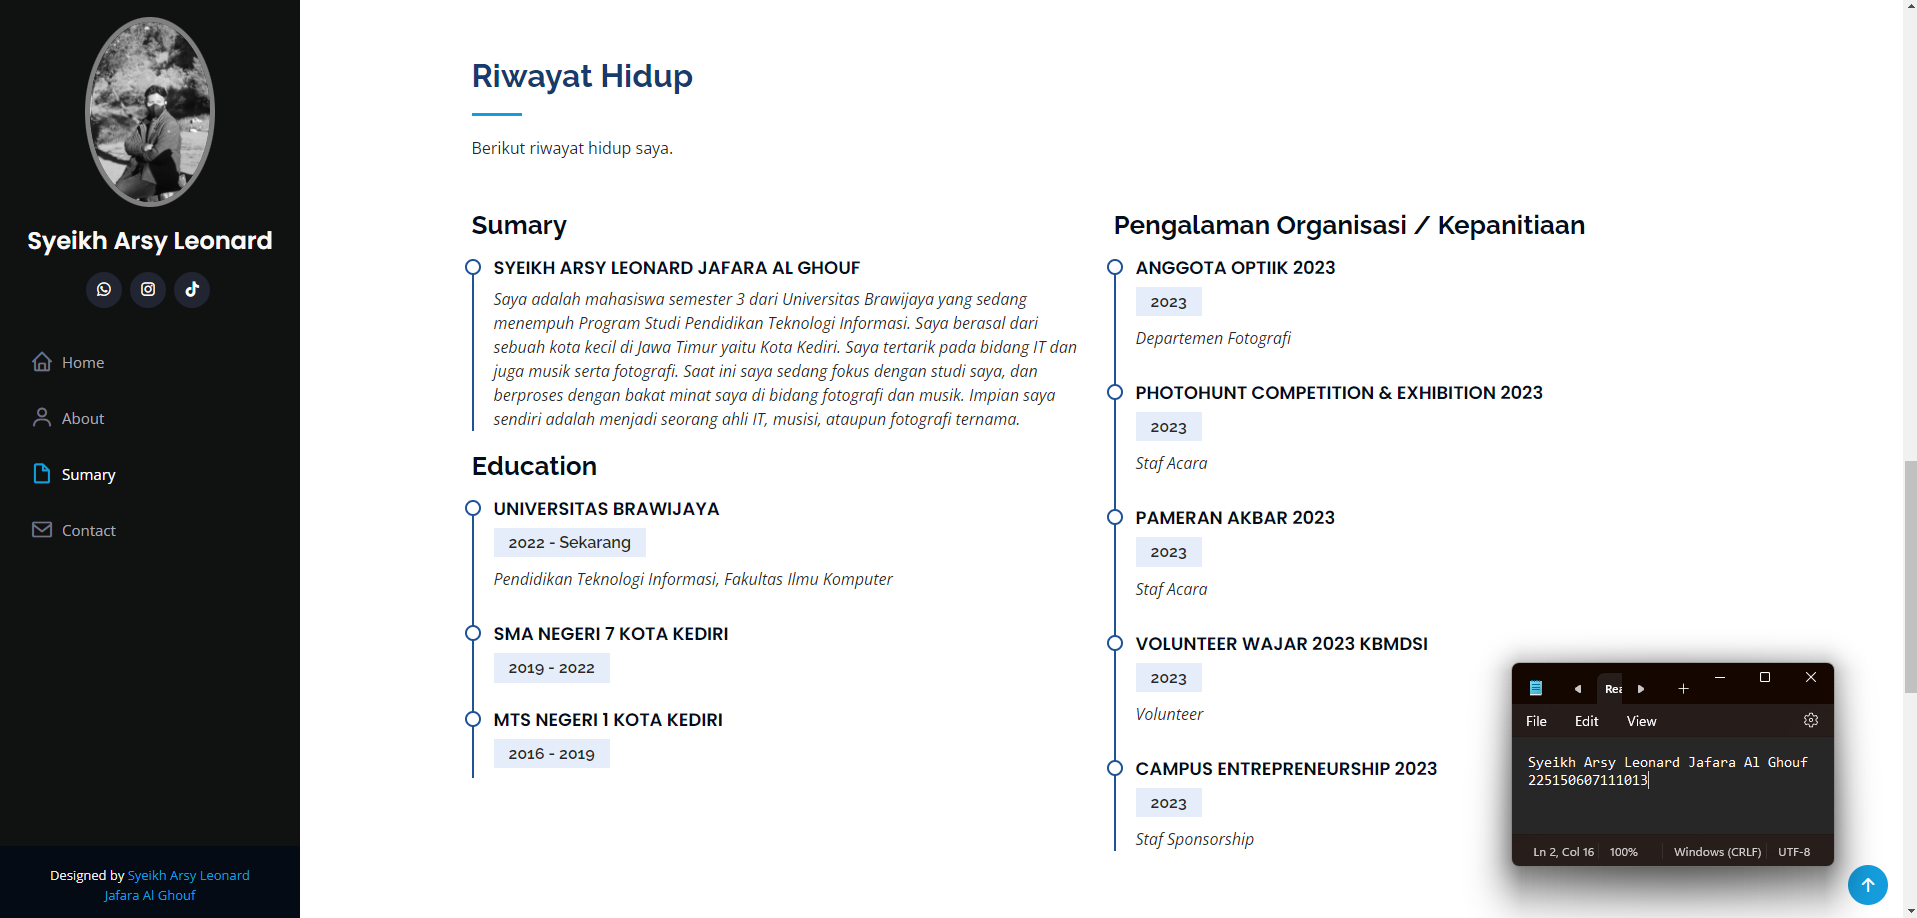 Syeikh Arsy Leonard
Home
About
Sumary
Contact
Designed by Syeikh Arsy Leonard
Jafara Al Ghouf
Riwayat Hidup
Berikut riwayat hidup saya.
Sumary
SYEIKH ARSY LEONARD JAFARA AL GHOUF
Saya adalah mahasiswa semester 3 dari Universitas Brawijaya yang sedang
menempuh Program Studi Pendidikan Teknologi Informasi. Saya berasal dari
sebuah kota kecil di Jawa Timur yaitu Kota Kediri. Saya tertarik pada bidang IT dan
juga musik serta fotografi. Saat ini saya sedang fokus dengan studi saya, dan
berproses dengan bakat minat saya di bidang fotografi dan musik. Impian saya
sendiri adalah menjadi seorang ahli IT, musisi, ataupun fotografi ternama.
Education
UNIVERSITAS BRAWIJAYA
2022 - Sekarang
Pendidikan Teknologi Informasi, Fakultas Ilmu Komputer
SMA NEGERI 7 KOTA KEDIRI
2019 - 2022
MTS NEGERI 1 KOTA KEDIRI
2016 - 2019
Pengalaman Organisasi / Kepanitiaan
ANGGOTA OPTIIK 2023
2023
Departemen Fotografi
PHOTOHUNT COMPETITION & EXHIBITION 2023
2023
Staf Acara
PAMERAN AKBAR 2023
2023
Staf Acara
VOLUNTEER WAJAR 2023 KBMDSI
2023
Volunteer
CAMPUS ENTREPRENEURSHIP 2023
2023
Staf Sponsorship
Rea
File Edit View
Syeikh Arsy Leonard Jafara Al Ghouf
225150607111013
Ln 2, Col 16 100% Windows (CRLF) UTF-8